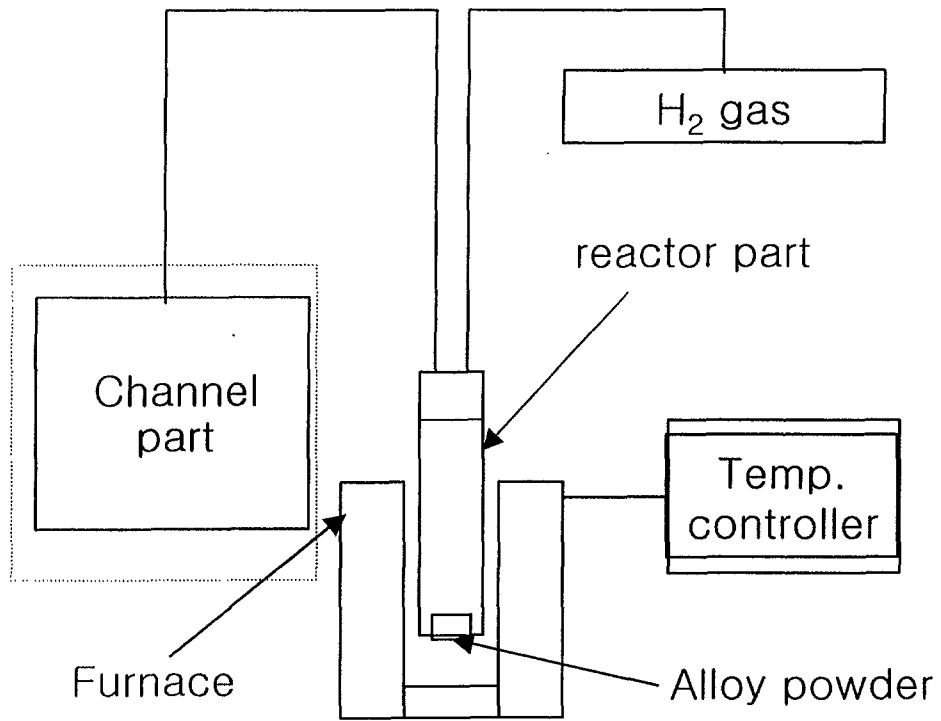 H₂ gas
reactor part
Channel
part
Temp.
controller
Furnace
Alloy powder